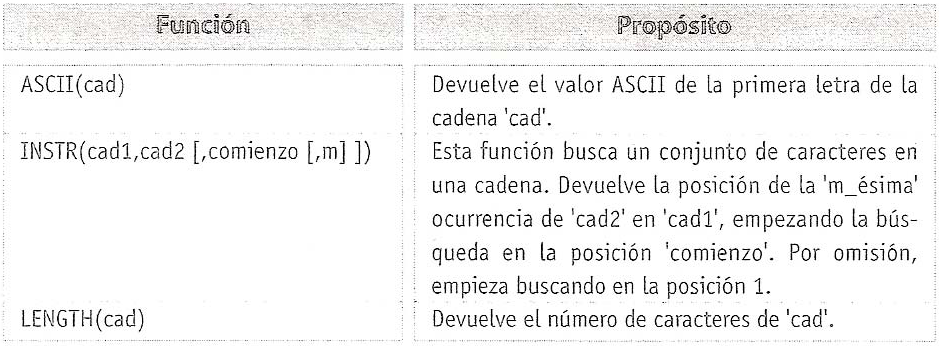 Función
Propósito
ASCII(cad)
Devuelve el valor ASCII de la primera letra de la
cadena 'cad'.
INSTR(cad1,cad2 [,comienzo [,m] ])
Esta función busca un conjunto de caracteres en
una cadena. Devuelve la posición de la 'm_ésima'
ocurrencia de 'cad2' en 'cad1', empezando la bús-
queda en la posición 'comienzo'. Por omisión,
empieza buscando en la posición 1.
LENGTH(cad)
Devuelve el número de caracteres de 'cad'.